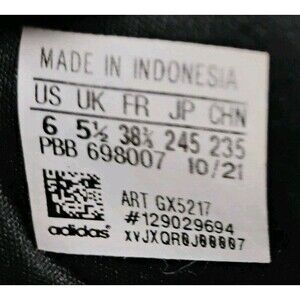 MADE IN INDONESIA
US UK FR JP CHN
6 5½ 38⅔ 245 235
PBB 698007 10/21
ART GX5217
#129029694
adidas